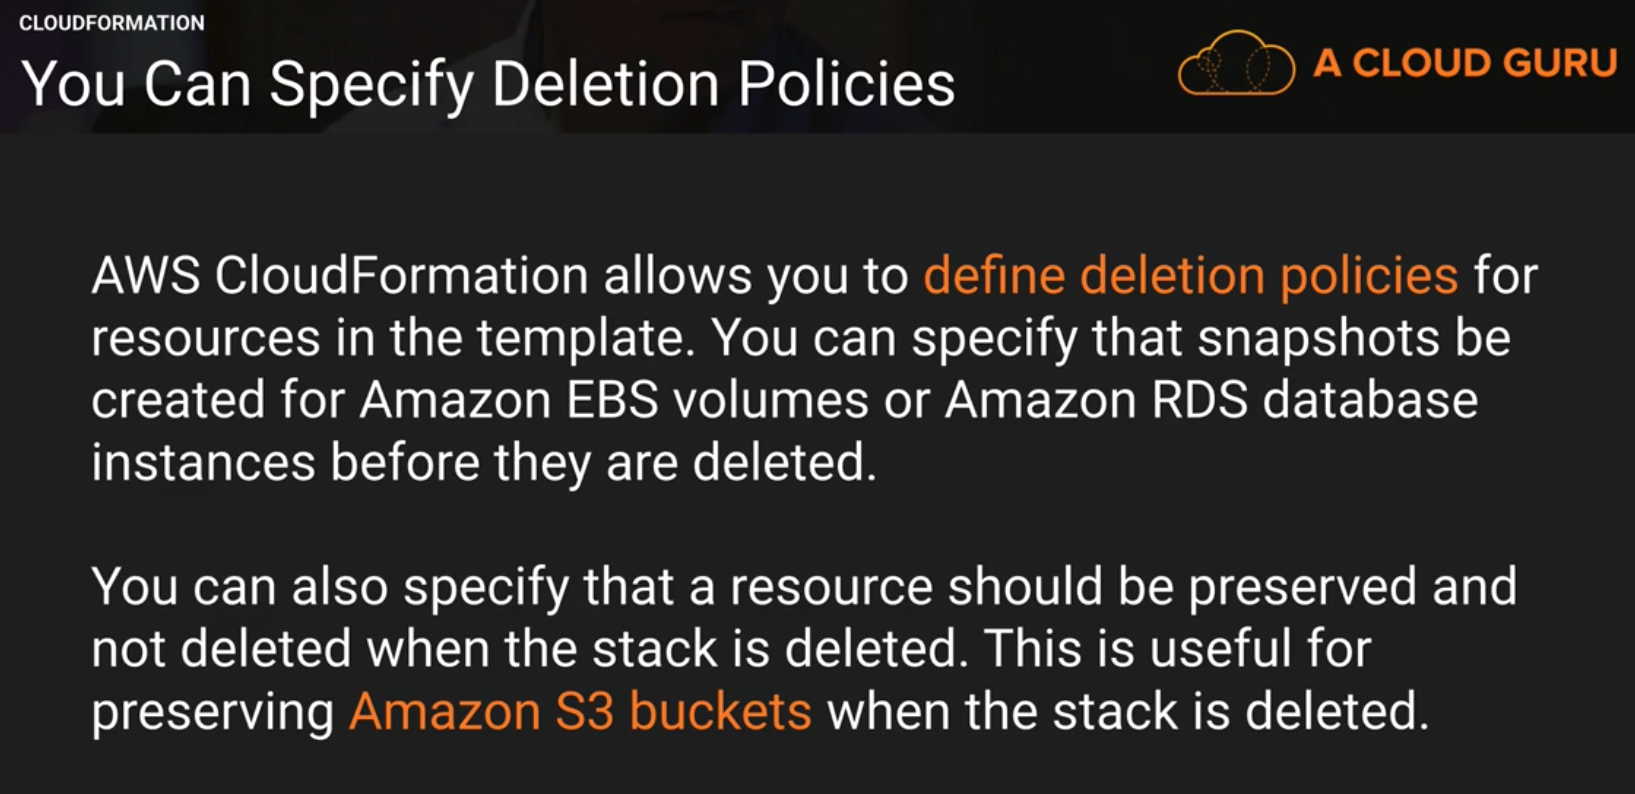 CLOUDFORMATION
You Can Specify Deletion Policies
A CLOUD GURU
AWS CloudFormation allows you to define deletion policies for
resources in the template. You can specify that snapshots be
created for Amazon EBS volumes or Amazon RDS database
instances before they are deleted.
You can also specify that a resource should be preserved and
not deleted when the stack is deleted. This is useful for
preserving Amazon S3 buckets when the stack is deleted.